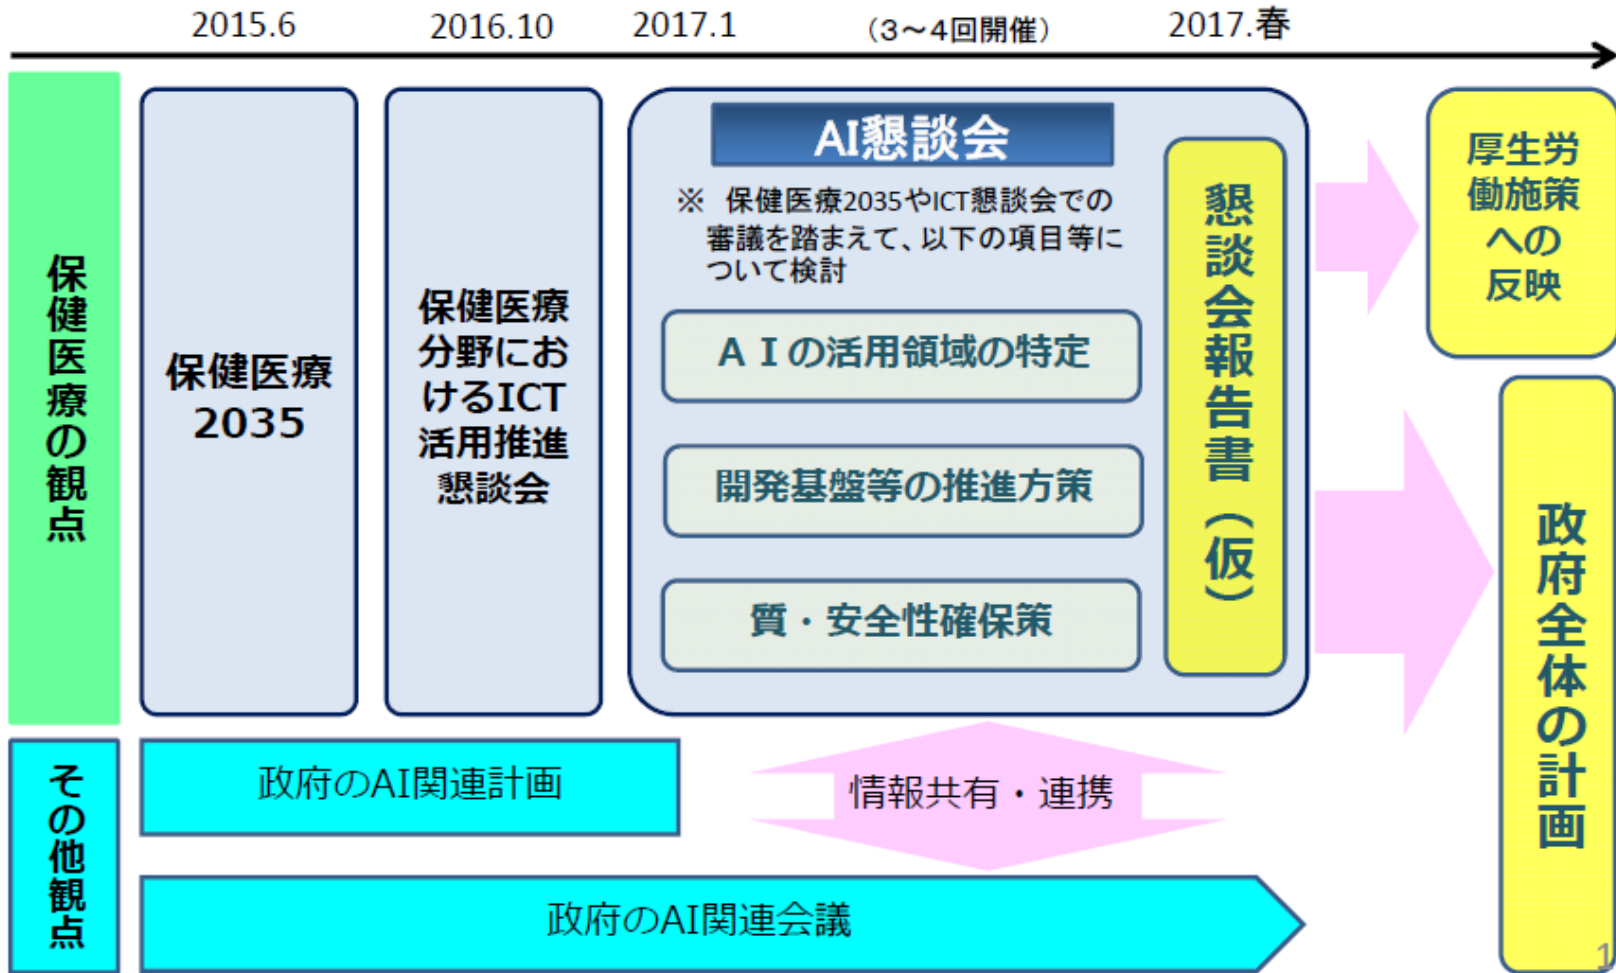 2015.6
2016.10
2017.1
(3～4回開催)
2017.春
保健医療の観点
保健医療
2035
保健医療
分野にお
けるICT
活用推進
懇談会
AI懇談会
※ 保健医療2035やICT懇談会での
審議を踏まえて、以下の項目等に
ついて検討
ＡＩの活用領域の特定
開発基盤等の推進方策
質・安全性確保策
懇談会報告書（仮）
厚生労
働施策
への
反映
政府全体の計画
その他観点
政府のAI関連計画
情報共有・連携
政府のAI関連会議
1